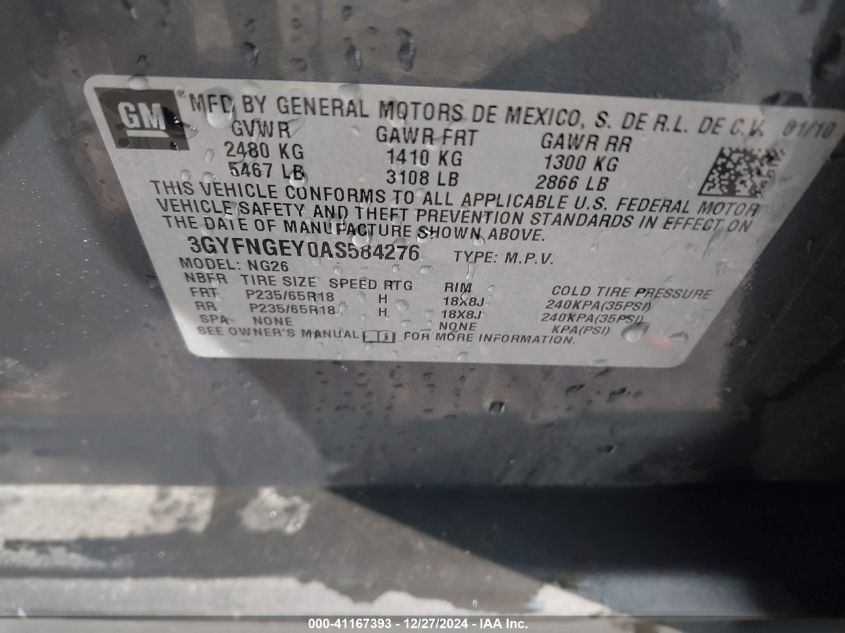 GM ® MFD BY GENERAL MOTORS DE MEXICO, S. DE R.L. DE C.V. 01/10
GVWR GAWR FRT GAWR RR
2480 KG 1410 KG 1300 KG
5467 LB 3108 LB 2866 LB
THIS VEHICLE CONFORMS TO ALL APPLICABLE U.S. FEDERAL MOTOR
VEHICLE SAFETY AND THEFT PREVENTION STANDARDS IN EFFECT ON
THE DATE OF MANUFACTURE SHOWN ABOVE.
3GYFNGEY0AS584276 TYPE: M.P.V.
MODEL: NG26
NBFR TIRE SIZE SPEED RTG RIM COLD TIRE PRESSURE
FRT P235/65R18 H 18X8J 240KPA(35PSI)
RR P235/65R18 H 18X8J 240KPA(35PSI)
SPA NONE NONE KPA(PSI)
SEE OWNER'S MANUAL FOR MORE INFORMATION.
000-41167393 - 12/27/2024 - IAA Inc.